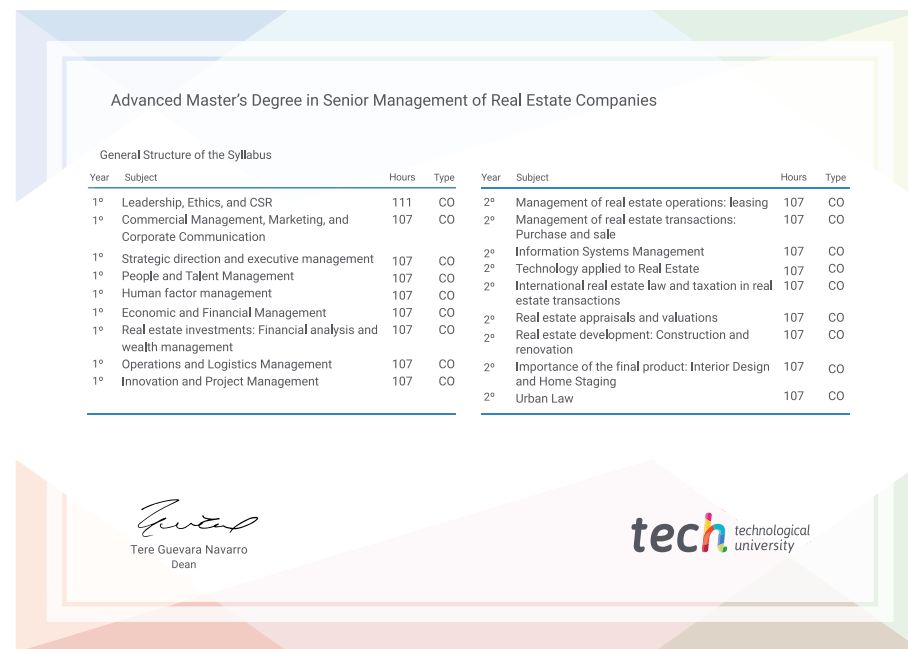 Advanced Master's Degree in Senior Management of Real Estate Companies
General Structure of the Syllabus
Year Subject Hours Type
1º Leadership, Ethics, and CSR 111 CO
1º Commercial Management, Marketing, and 107 CO
Corporate Communication
1º Strategic direction and executive management 107 CO
1º People and Talent Management 107 CO
1º Human factor management 107 CO
1º Economic and Financial Management 107 CO
1º Real estate investments: Financial analysis and 107 CO
wealth management
1º Operations and Logistics Management 107 CO
1º Innovation and Project Management 107 CO
Year Subject Hours Type
2º Management of real estate operations: leasing 107 CO
2º Management of real estate transactions: 107 CO
Purchase and sale
2º Information Systems Management 107 CO
2º Technology applied to Real Estate 107 CO
2º International real estate law and taxation in real 107 CO
estate transactions
2º Real estate appraisals and valuations 107 CO
2º Real estate development: Construction and 107 CO
renovation
2º Importance of the final product: Interior Design 107 CO
and Home Staging
2º Urban Law 107 CO
Tere Guevara Navarro
Dean
tech technological
university